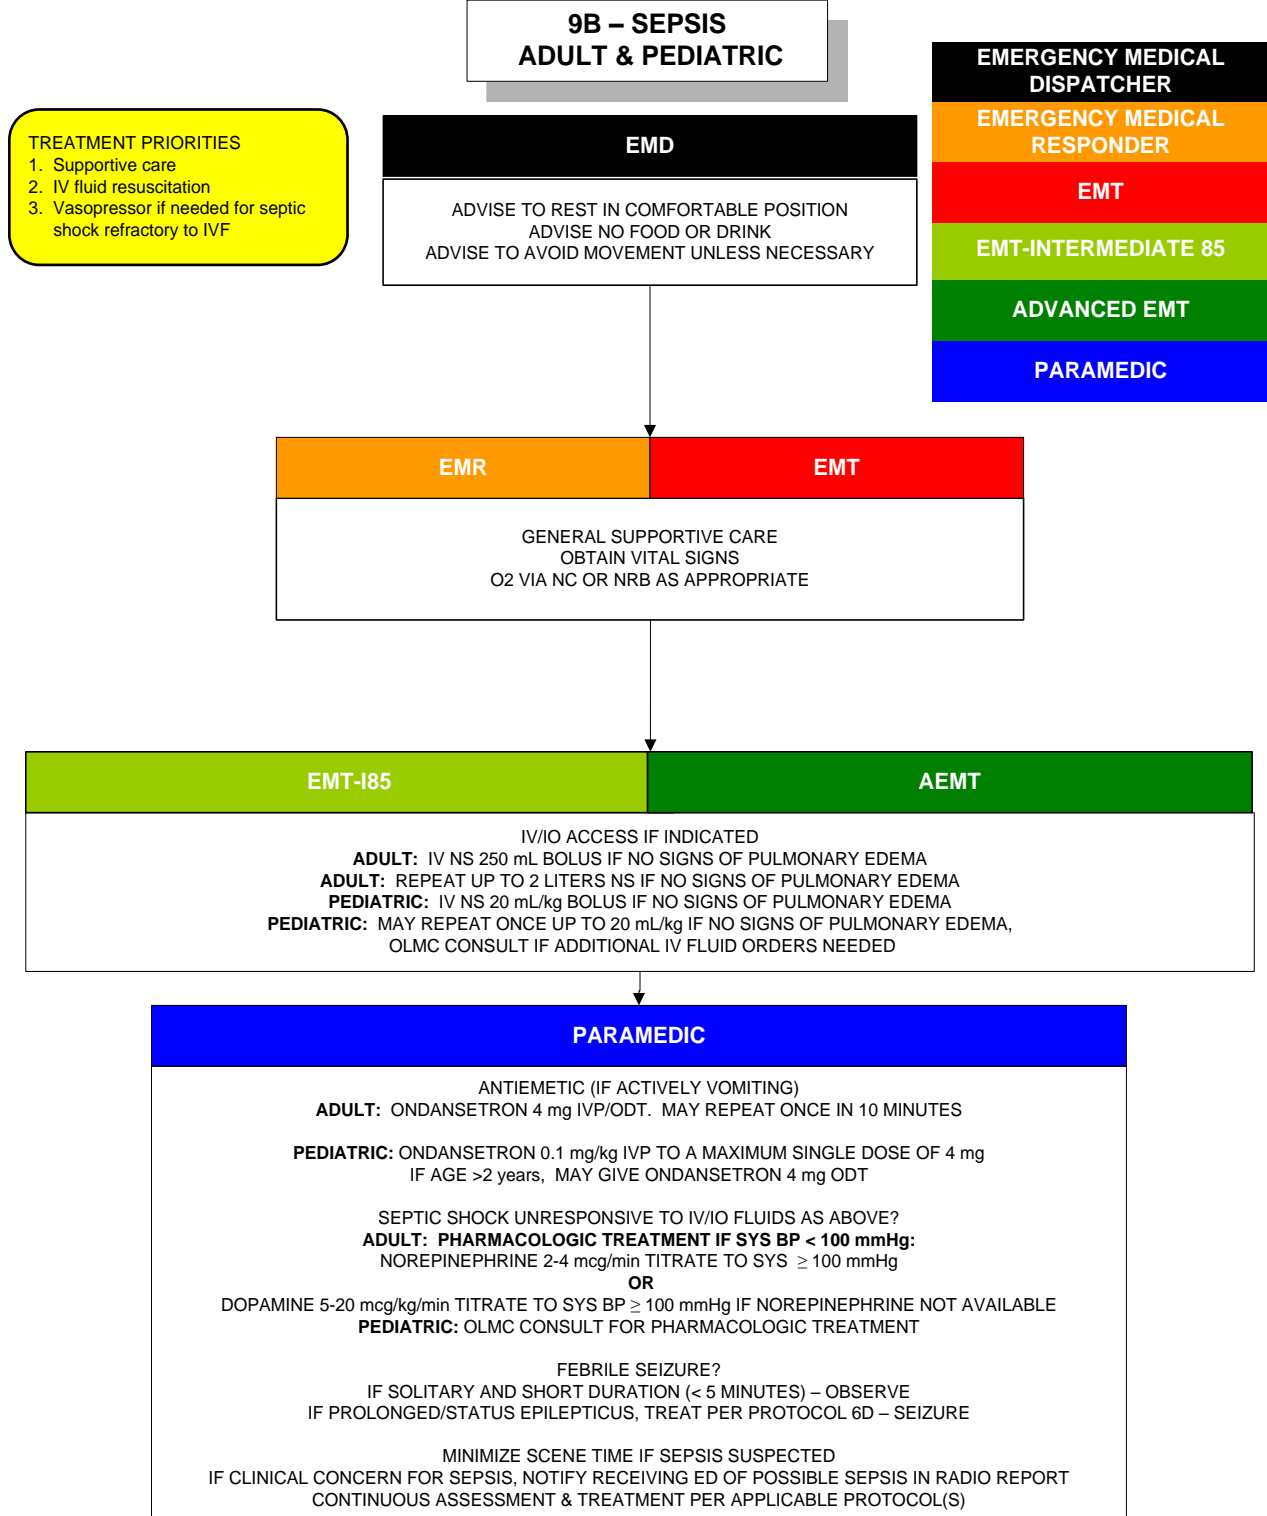 9B – SEPSIS
ADULT & PEDIATRIC
EMERGENCY MEDICAL
DISPATCHER
EMERGENCY MEDICAL
RESPONDER
EMT
EMT-INTERMEDIATE 85
ADVANCED EMT
PARAMEDIC
TREATMENT PRIORITIES
1. Supportive care
2. IV fluid resuscitation
3. Vasopressor if needed for septic
shock refractory to IVF
EMD
ADVISE TO REST IN COMFORTABLE POSITION
ADVISE NO FOOD OR DRINK
ADVISE TO AVOID MOVEMENT UNLESS NECESSARY
EMR
EMT
GENERAL SUPPORTIVE CARE
OBTAIN VITAL SIGNS
O2 VIA NC OR NRB AS APPROPRIATE
EMT-I85
AEMT
IV/IO ACCESS IF INDICATED
ADULT: IV NS 250 mL BOLUS IF NO SIGNS OF PULMONARY EDEMA
ADULT: REPEAT UP TO 2 LITERS NS IF NO SIGNS OF PULMONARY EDEMA
PEDIATRIC: IV NS 20 mL/kg BOLUS IF NO SIGNS OF PULMONARY EDEMA
PEDIATRIC: MAY REPEAT ONCE UP TO 20 mL/kg IF NO SIGNS OF PULMONARY EDEMA,
OLMC CONSULT IF ADDITIONAL IV FLUID ORDERS NEEDED
PARAMEDIC
ANTIEMETIC (IF ACTIVELY VOMITING)
ADULT: ONDANSETRON 4 mg IVP/ODT. MAY REPEAT ONCE IN 10 MINUTES
PEDIATRIC: ONDANSETRON 0.1 mg/kg IVP TO A MAXIMUM SINGLE DOSE OF 4 mg
IF AGE >2 years, MAY GIVE ONDANSETRON 4 mg ODT
SEPTIC SHOCK UNRESPONSIVE TO IV/IO FLUIDS AS ABOVE?
ADULT: PHARMACOLOGIC TREATMENT IF SYS BP < 100 mmHg:
NOREPINEPHRINE 2-4 mcg/min TITRATE TO SYS ≥ 100 mmHg
OR
DOPAMINE 5-20 mcg/kg/min TITRATE TO SYS BP ≥ 100 mmHg IF NOREPINEPHRINE NOT AVAILABLE
PEDIATRIC: OLMC CONSULT FOR PHARMACOLOGIC TREATMENT
FEBRILE SEIZURE?
IF SOLITARY AND SHORT DURATION (< 5 MINUTES) – OBSERVE
IF PROLONGED/STATUS EPILEPTICUS, TREAT PER PROTOCOL 6D – SEIZURE
MINIMIZE SCENE TIME IF SEPSIS SUSPECTED
IF CLINICAL CONCERN FOR SEPSIS, NOTIFY RECEIVING ED OF POSSIBLE SEPSIS IN RADIO REPORT
CONTINUOUS ASSESSMENT & TREATMENT PER APPLICABLE PROTOCOL(S)